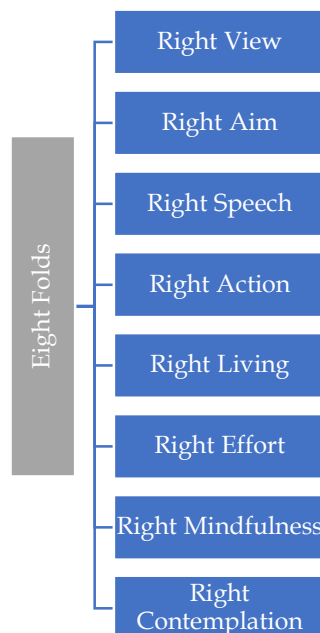 Eight Folds
Right View
Right Aim
Right Speech
Right Action
Right Living
Right Effort
Right Mindfulness
Right
Contemplation